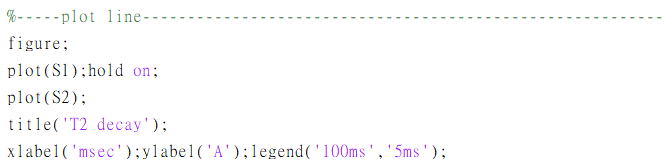 %-----plot line----------------------------------------------------------------
figure;
plot(S1);hold on;
plot(S2);
title('T2 decay');
xlabel('msec');ylabel('A');legend('100ms','5ms');